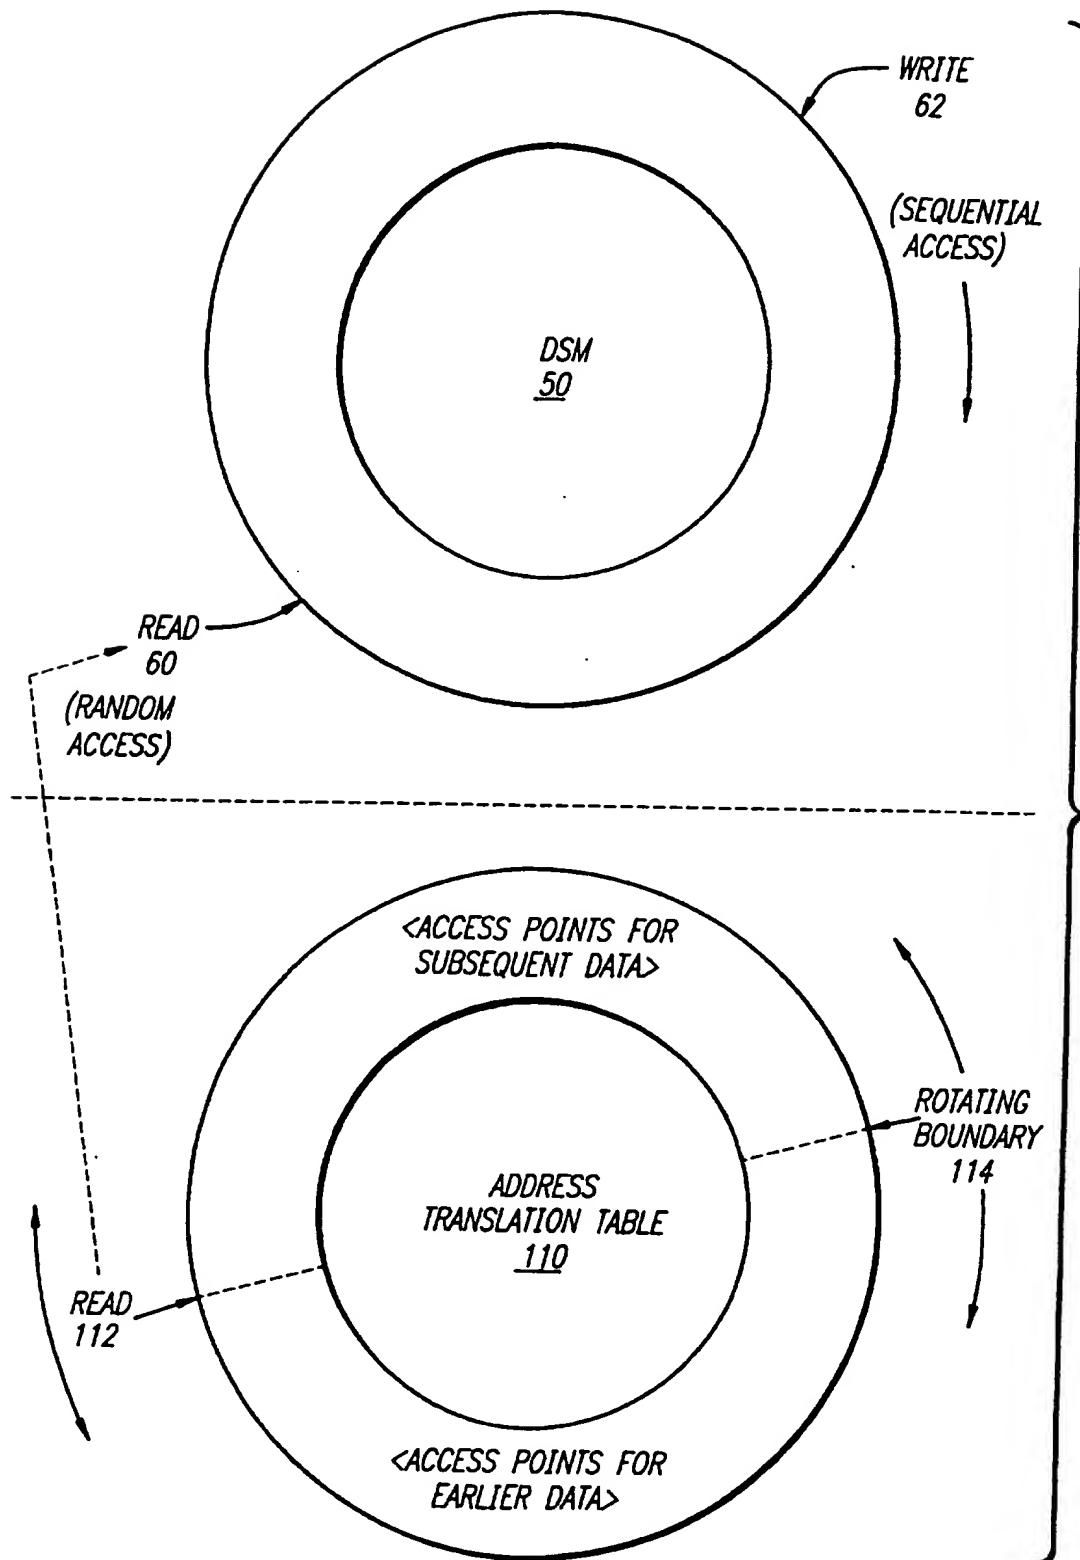 WRITE
62
(SEQUENTIAL
ACCESS)
DSM
50
READ
60
(RANDOM
ACCESS)
<ACCESS POINTS FOR
SUBSEQUENT DATA>
ROTATING
BOUNDARY
114
ADDRESS
TRANSLATION TABLE
110
READ
112
<ACCESS POINTS FOR
EARLIER DATA>